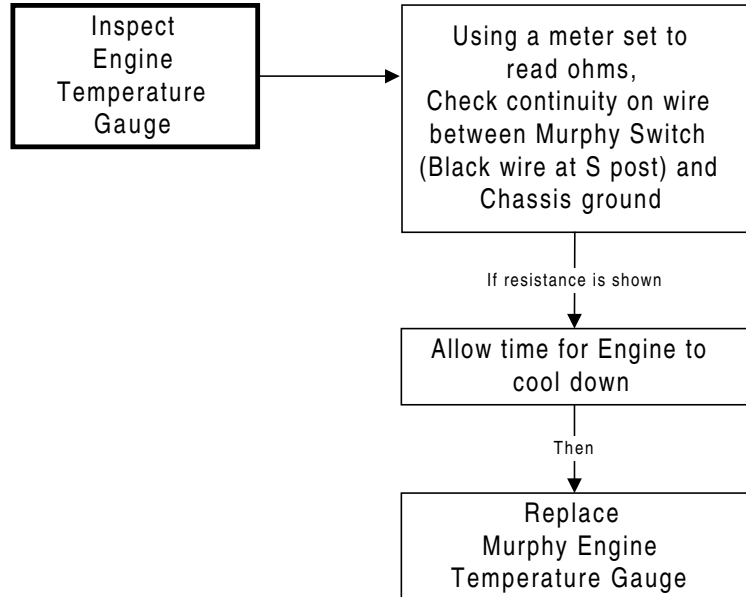 Inspect
Engine
Temperature
Gauge
Using a meter set to
read ohms,
Check continuity on wire
between Murphy Switch
(Black wire at S post) and
Chassis ground
If resistance is shown
Allow time for Engine to
cool down
Then
Replace
Murphy Engine
Temperature Gauge